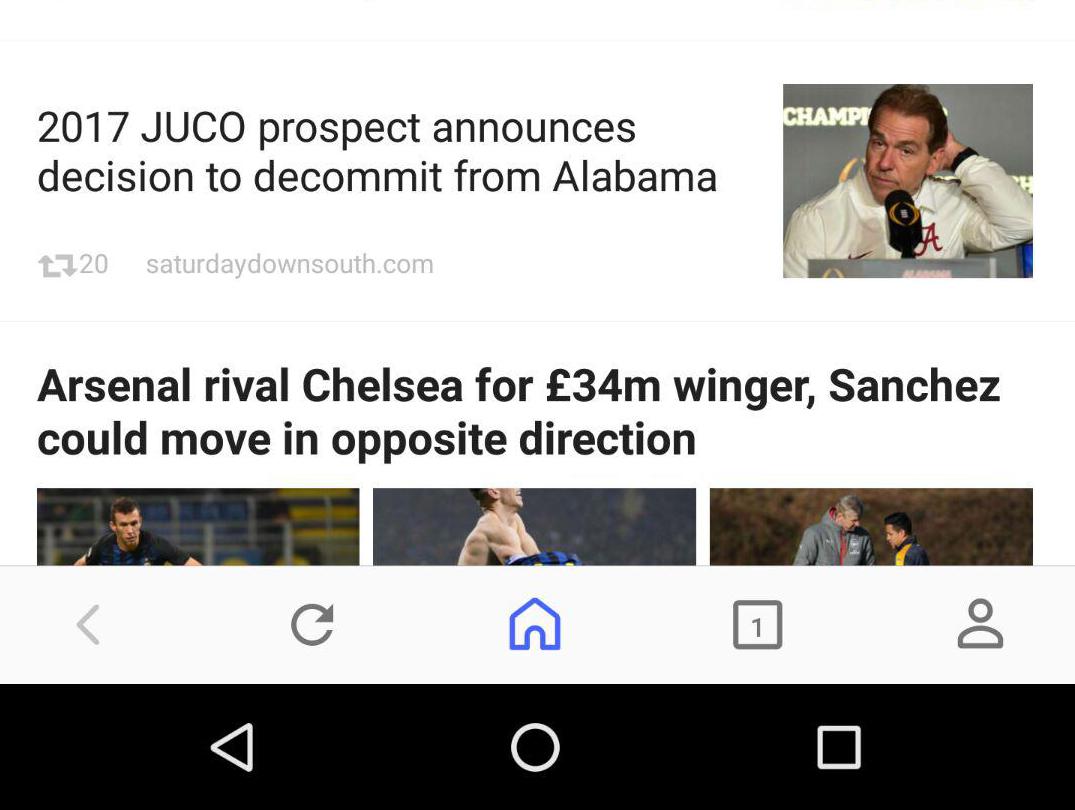 2017 JUCO prospect announces
decision to decommit from Alabama
CHAMPI
A
ALABAMA
20 saturdaydownsouth.com
Arsenal rival Chelsea for £34m winger, Sanchez
could move in opposite direction
1